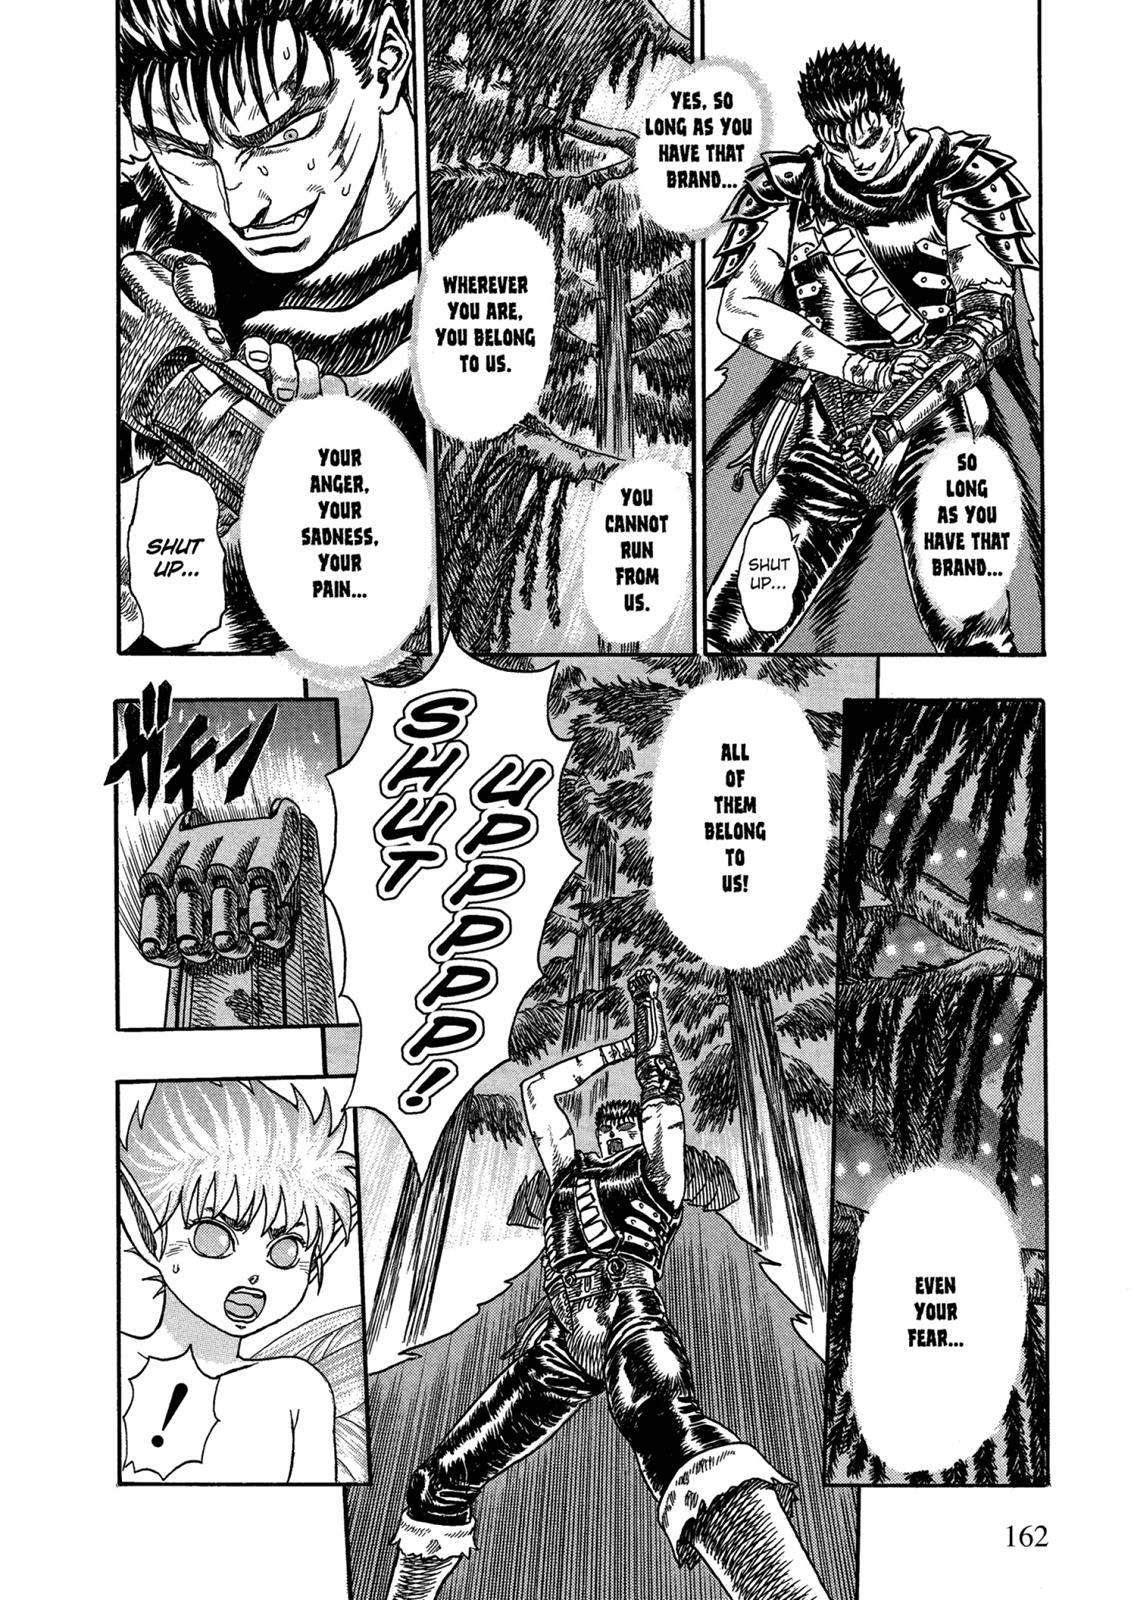 YES, SO
LONG AS YOU
HAVE THAT
BRAND...
SO
LONG
AS YOU
HAVE THAT
BRAND...
SHUT
UP...
WHEREVER
YOU ARE,
YOU BELONG
TO US.
YOU
CANNOT
RUN
FROM
US.
YOUR
ANGER,
YOUR
SADNESS,
YOUR
PAIN...
SHUT
UP...
EVEN
YOUR
FEAR...
ALL
OF
THEM
BELONG
TO
US!
SHUT
UPPPPP!
ガチーン
!
162